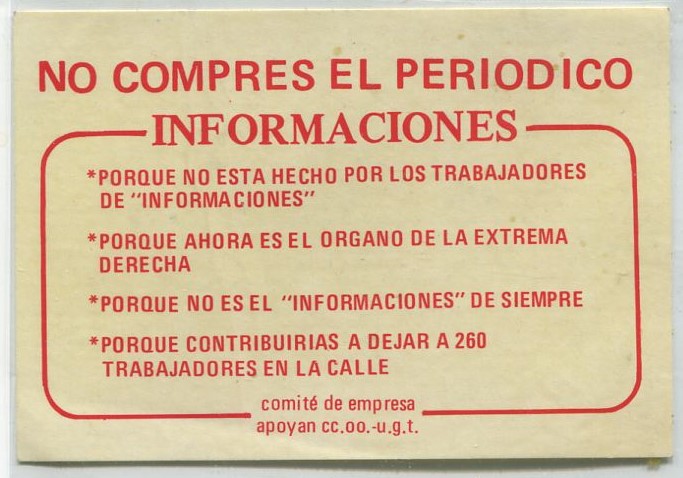 NO COMPRES EL PERIODICO
INFORMACIONES
*PORQUE NO ESTA HECHO POR LOS TRABAJADORES
DE "INFORMACIONES"
*PORQUE AHORA ES EL ORGANO DE LA EXTREMA
DERECHA
*PORQUE NO ES EL "INFORMACIONES" DE SIEMPRE
*PORQUE CONTRIBUIRIAS A DEJAR A 260
TRABAJADORES EN LA CALLE
comité de empresa
apoyan cc.oo.-u.g.t.